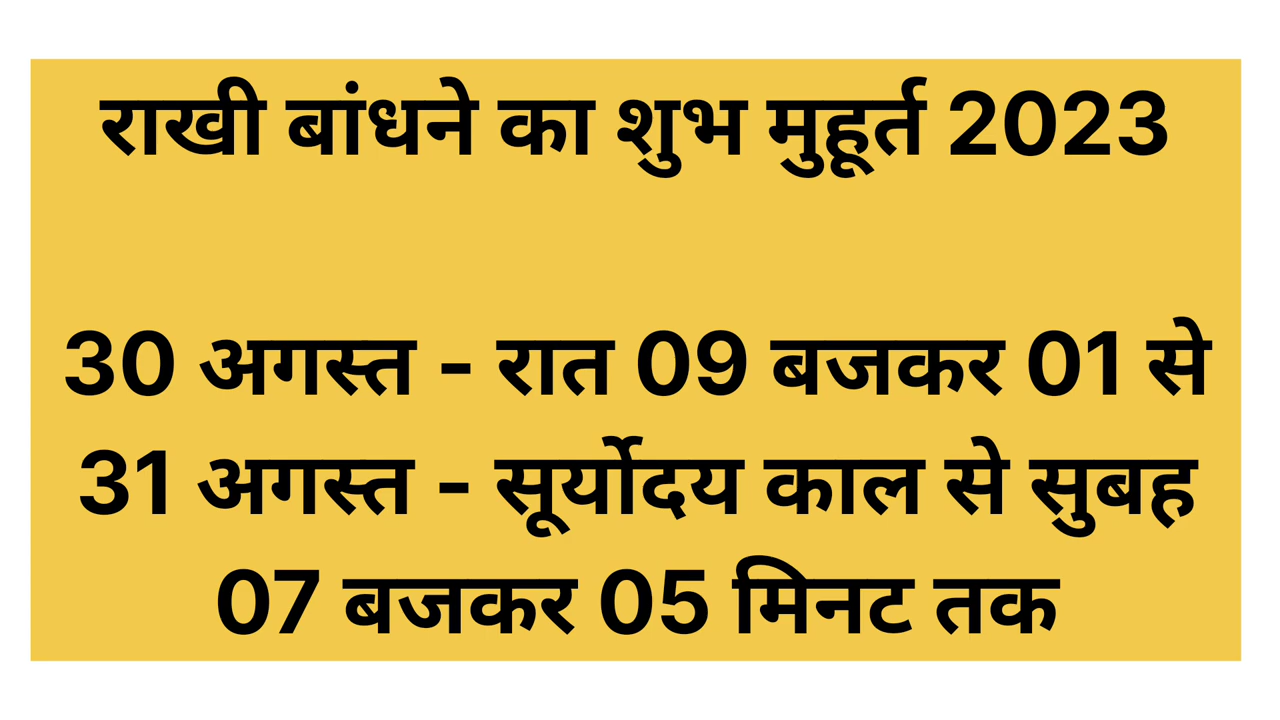 राखी बांधने का शुभ मुहूर्त 2023
30 अगस्त - रात 09 बजकर 01 से
31 अगस्त - सूर्योदय काल से सुबह
07 बजकर 05 मिनट तक